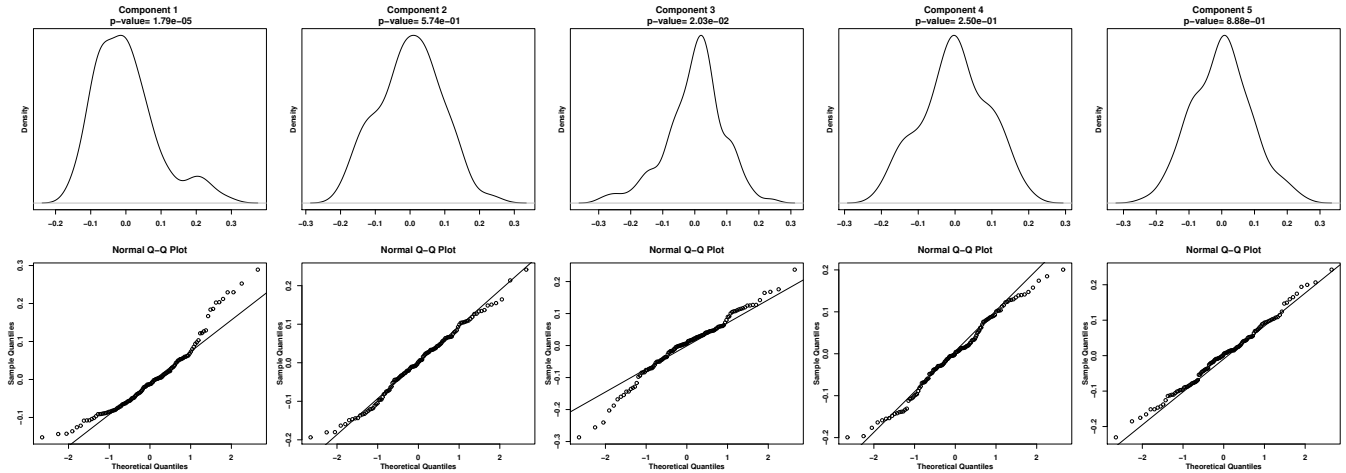 Component 1
p−value= 1.79e−05
Component 2
p−value= 5.74e−01
Component 3
p−value= 2.03e−02
Component 4
p−value= 2.50e−01
Component 5
p−value= 8.88e−01
Density
Density
Density
Density
Density
−0.2 −0.1 0.0 0.1 0.2 0.3
−0.3 −0.2 −0.1 0.0 0.1 0.2 0.3
−0.3 −0.2 −0.1 0.0 0.1 0.2 0.3
−0.3 −0.2 −0.1 0.0 0.1 0.2 0.3
−0.3 −0.2 −0.1 0.0 0.1 0.2 0.3
Normal Q−Q Plot
Normal Q−Q Plot
Normal Q−Q Plot
Normal Q−Q Plot
Normal Q−Q Plot
Sample Quantiles
−0.1 0.0 0.1 0.2 0.3
Sample Quantiles
−0.2 −0.1 0.0 0.1 0.2
Sample Quantiles
−0.3 −0.2 −0.1 0.0 0.1 0.2
Sample Quantiles
−0.2 −0.1 0.0 0.1 0.2
Sample Quantiles
−0.2 −0.1 0.0 0.1 0.2
−2 −1 0 1 2
−2 −1 0 1 2
−2 −1 0 1 2
−2 −1 0 1 2
−2 −1 0 1 2
Theoretical Quantiles
Theoretical Quantiles
Theoretical Quantiles
Theoretical Quantiles
Theoretical Quantiles